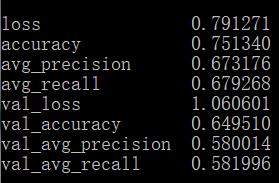 loss 0.791271
accuracy 0.751340
avg_precision 0.673176
avg_recall 0.679268
val_loss 1.060601
val_accuracy 0.649510
val_avg_precision 0.580014
val_avg_recall 0.581996